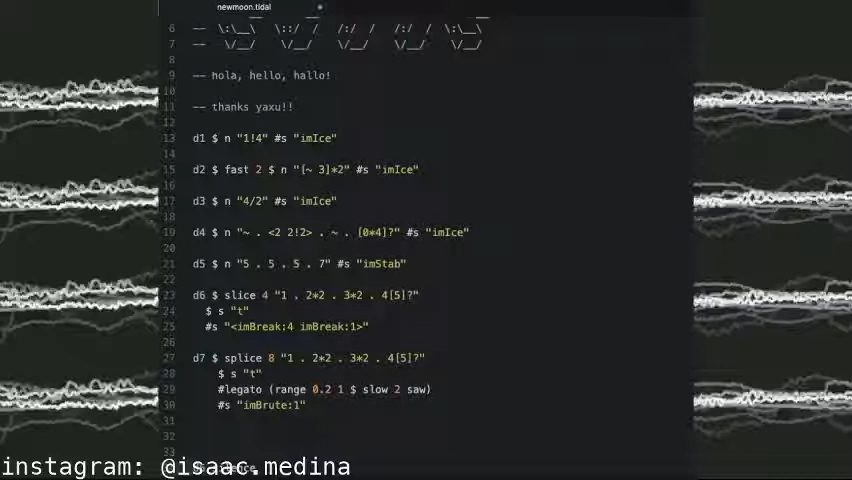 newmoon.tidal
6 -- \:\__\ \::/ / /:/ / /:/ / \:\__\
7 -- \/__/ \/__/ \/__/ \/__/ \/__/
8
9 -- hola, hello, hallo!
10
11 -- thanks yaxu!!
12
13 d1 $ n "1!4" #s "imIce"
14
15 d2 $ fast 2 $ n "[~ 3]*2" #s "imIce"
16
17 d3 $ n "4/2" #s "imIce"
18
19 d4 $ n "~ . <2 2!2> . ~ . [0*4]?" #s "imIce"
20
21 d5 $ n "5 . 5 . 5 . 7" #s "imStab"
22
23 d6 $ slice 4 "1 . 2*2 . 3*2 . 4[5]?"
24 $ s "t"
25 #s "<imBreak:4 imBreak:1>"
26
27 d7 $ splice 8 "1 . 2*2 . 3*2 . 4[5]?"
28 $ s "t"
29 #legato (range 0.2 1 $ slow 2 saw)
30 #s "imBrute:1"
31
32
33
instagram: @isaac.medina